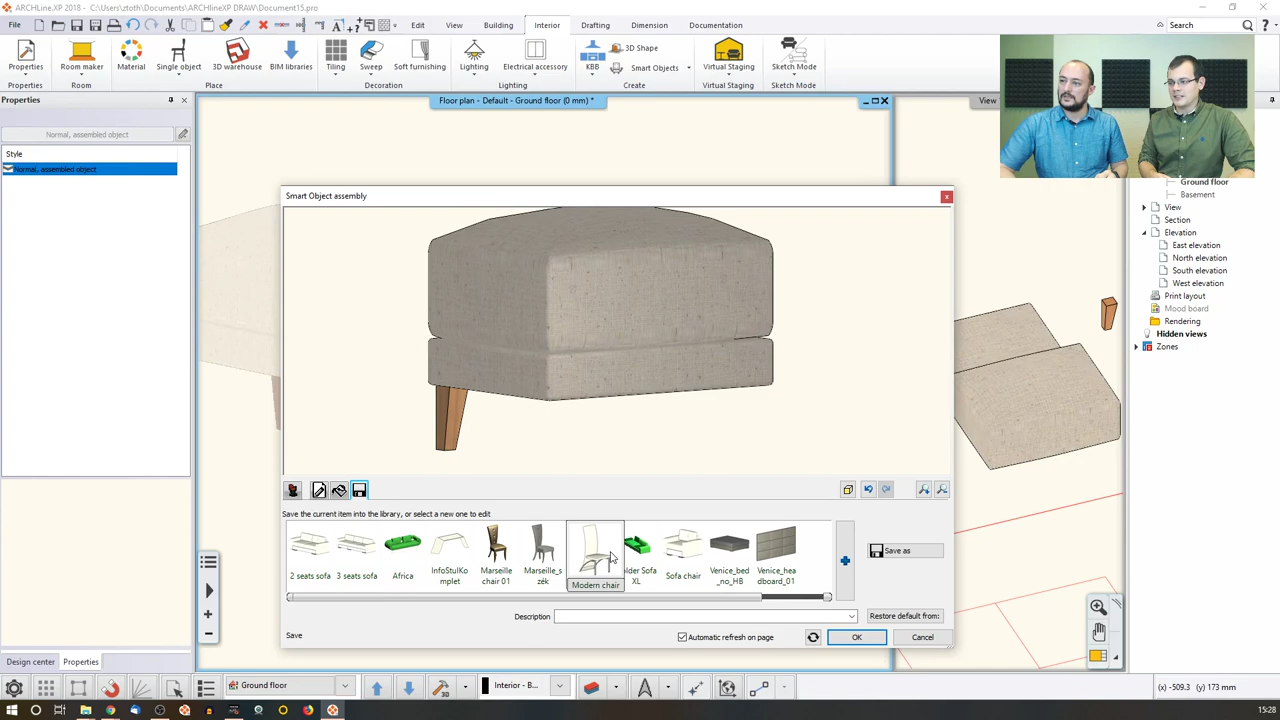 ARCHLine.XP 2018 - C:\Users\ztoth\Documents\ARCHlineXP DRAW\Document15.pro
File
Edit
View
Building
Interior
Drafting
Dimension
Documentation
Search
Properties
Room maker
Material
Single object
3D warehouse
BIM libraries
Tiling
Sweep
Soft furnishing
Lighting
Electrical accessory
KBB
3D Shape
Smart Objects
Virtual Staging
Sketch Mode
Properties
Room
Place
Decoration
Lighting
Create
Virtual Staging
Sketch Mode
Properties
Floor plan - Default - Ground floor (0 mm) *
View
Normal, assembled object
Style
Normal, assembled object
Ground floor
Basement
View
Section
Elevation
East elevation
North elevation
South elevation
West elevation
Print layout
Mood board
Rendering
Hidden views
Zones
Smart Object assembly
Save the current item into the library, or select a new one to edit
2 seats sofa
3 seats sofa
Africa
InfoStulKo
mplet
Marseille
chair 01
Marseille_s
zék
Modern chair
lder Sofa
XL
Sofa chair
Venice_bed
_no_HB
Venice_hea
dboard_01
Save as
Description
Restore default from:
Save
Automatic refresh on page
OK
Cancel
Design center
Properties
Ground floor
Interior - B...
(x) -509.3 (y) 173 mm
15:28